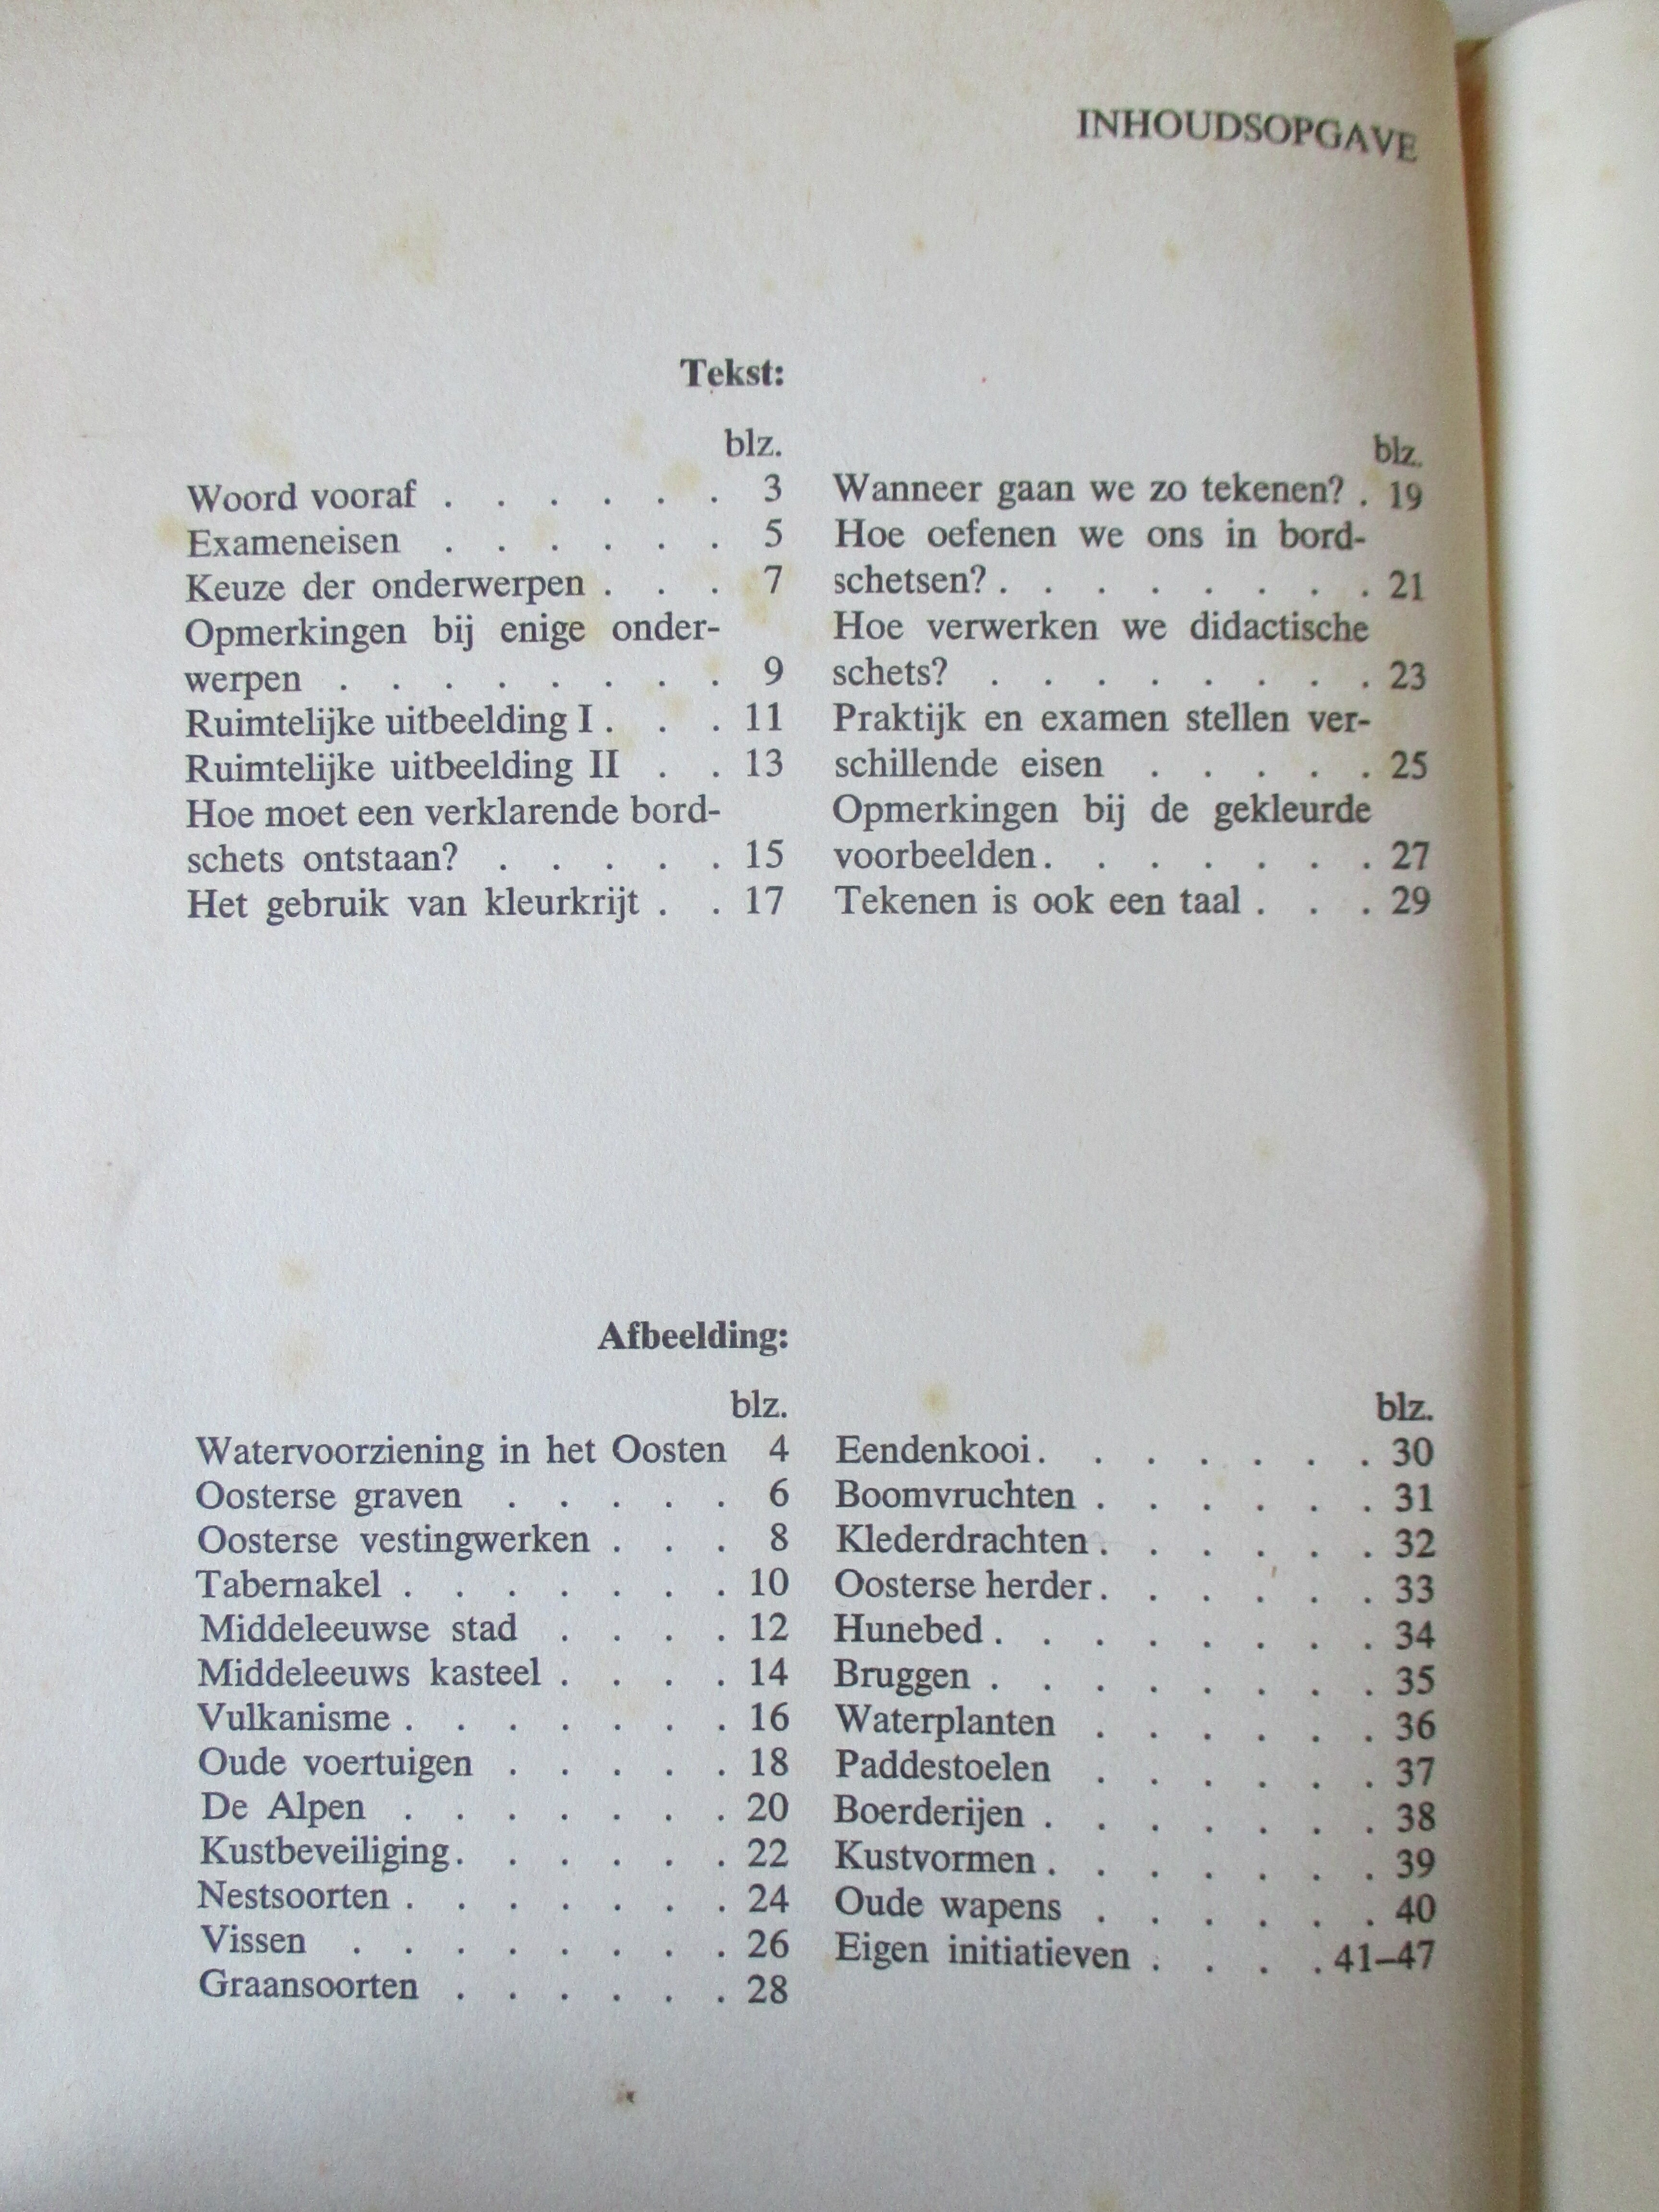 INHOUDSOPGAVE
Tekst:
blz.
Woord vooraf . . . . . . 3
Exameneisen . . . . . . 5
Keuze der onderwerpen . . . 7
Opmerkingen bij enige onder-
werpen . . . . . . . . 9
Ruimtelijke uitbeelding I . . . 11
Ruimtelijke uitbeelding II . . 13
Hoe moet een verklarende bord-
schets ontstaan? . . . . . 15
Het gebruik van kleurkrijt . . 17
blz.
Wanneer gaan we zo tekenen? . 19
Hoe oefenen we ons in bord-
schetsen? . . . . . . . . 21
Hoe verwerken we didactische
schets? . . . . . . . . 23
Praktijk en examen stellen ver-
schillende eisen . . . . . 25
Opmerkingen bij de gekleurde
voorbeelden . . . . . . . 27
Tekenen is ook een taal . . . 29
Afbeelding:
blz.
Watervoorziening in het Oosten 4
Oosterse graven . . . . . 6
Oosterse vestingwerken . . . 8
Tabernakel . . . . . . . 10
Middeleeuwse stad . . . . 12
Middeleeuws kasteel . . . . 14
Vulkanisme . . . . . . . 16
Oude voertuigen . . . . . 18
De Alpen . . . . . . . 20
Kustbeveiliging . . . . . . 22
Nestsoorten . . . . . . . 24
Vissen . . . . . . . . 26
Graansoorten . . . . . . 28
blz.
Eendenkooi . . . . . . . 30
Boomvruchten . . . . . . 31
Klederdrachten . . . . . . 32
Oosterse herder . . . . . . 33
Hunebed . . . . . . . . 34
Bruggen . . . . . . . . 35
Waterplanten . . . . . . 36
Paddestoelen . . . . . . 37
Boerderijen . . . . . . . 38
Kustvormen . . . . . . . 39
Oude wapens . . . . . . 40
Eigen initiatieven . . . . 41–47